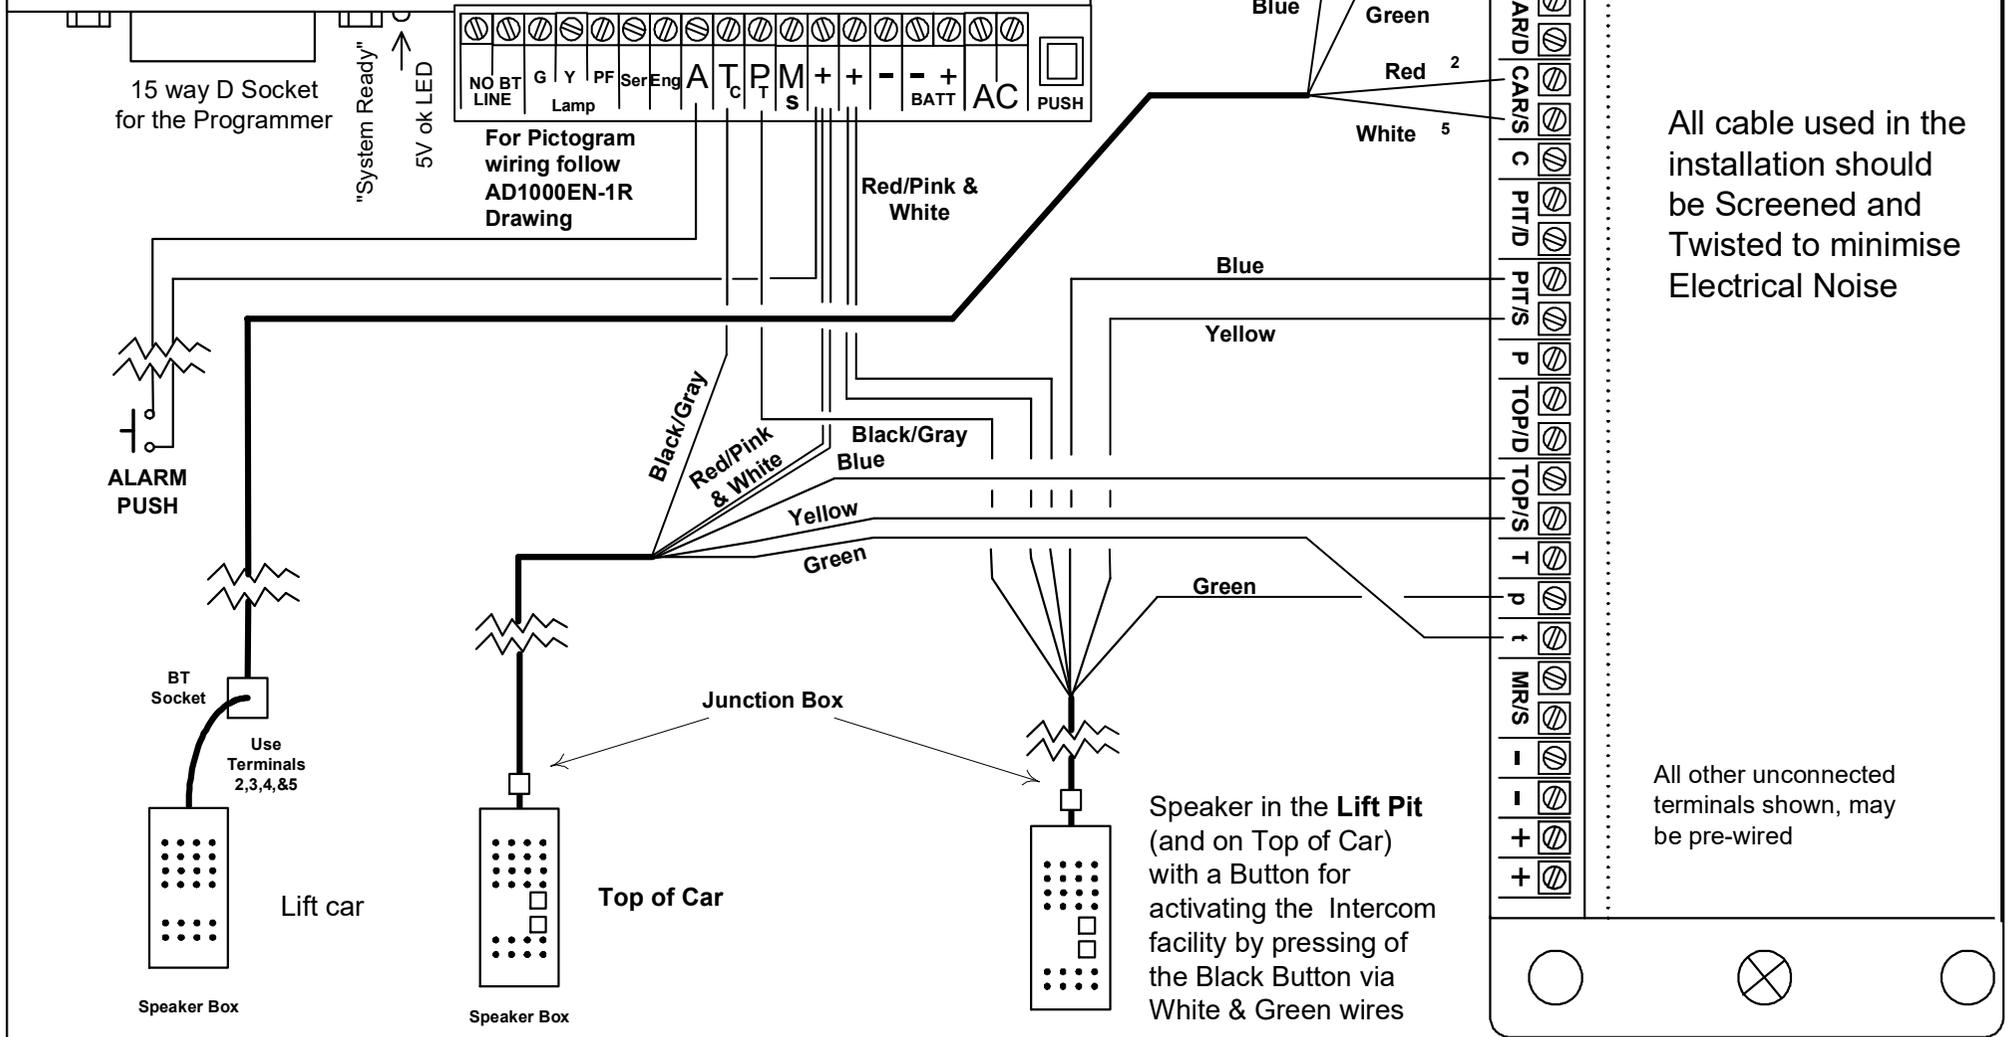 15 way D Socket
for the Programmer
"System Ready"
5V ok LED
NO BT
LINE
G Y PF
Lamp
Ser
Eng
A
TC
PT
Ms
+
+
-
- +
BATT
AC
PUSH
For Pictogram
wiring follow
AD1000EN-1R
Drawing
Red/Pink &
White
Blue
Green
Red 2
White 5
Blue
Yellow
ALARM
PUSH
Black/Gray
Red/Pink
& White
Black/Gray
Blue
Yellow
Green
Green
BT
Socket
Use
Terminals
2,3,4,&5
Junction Box
Lift car
Speaker Box
Top of Car
Speaker Box
Speaker in the Lift Pit
(and on Top of Car)
with a Button for
activating the Intercom
facility by pressing of
the Black Button via
White & Green wires
AR/D
CAR/S
C
PIT/D
PIT/S
P
TOP/D
TOP/S
T
p
t
MR/S
-
-
+
+
All cable used in the
installation should
be Screened and
Twisted to minimise
Electrical Noise
All other unconnected
terminals shown, may
be pre-wired